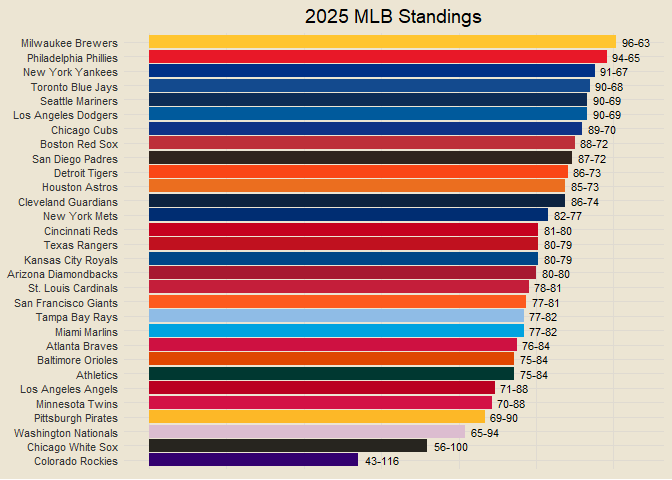 2025 MLB Standings
Milwaukee Brewers 96-63
Philadelphia Phillies 94-65
New York Yankees 91-67
Toronto Blue Jays 90-68
Seattle Mariners 90-69
Los Angeles Dodgers 90-69
Chicago Cubs 89-70
Boston Red Sox 88-72
San Diego Padres 87-72
Detroit Tigers 86-73
Houston Astros 85-73
Cleveland Guardians 86-74
New York Mets 82-77
Cincinnati Reds 81-80
Texas Rangers 80-79
Kansas City Royals 80-79
Arizona Diamondbacks 80-80
St. Louis Cardinals 78-81
San Francisco Giants 77-81
Tampa Bay Rays 77-82
Miami Marlins 77-82
Atlanta Braves 76-84
Baltimore Orioles 75-84
Athletics 75-84
Los Angeles Angels 71-88
Minnesota Twins 70-88
Pittsburgh Pirates 69-90
Washington Nationals 65-94
Chicago White Sox 56-100
Colorado Rockies 43-116